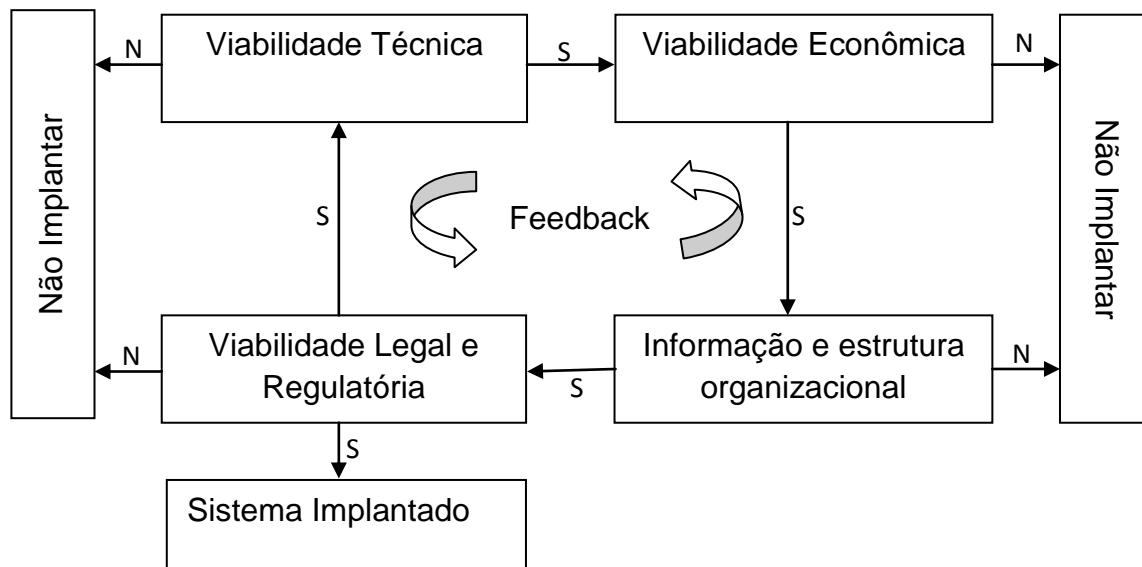 Viabilidade Técnica
Viabilidade Econômica
N
S
N
Não Implantar
Não Implantar
S
Feedback
S
Viabilidade Legal e
Regulatória
Informação e estrutura
organizacional
N
S
N
S
Sistema Implantado